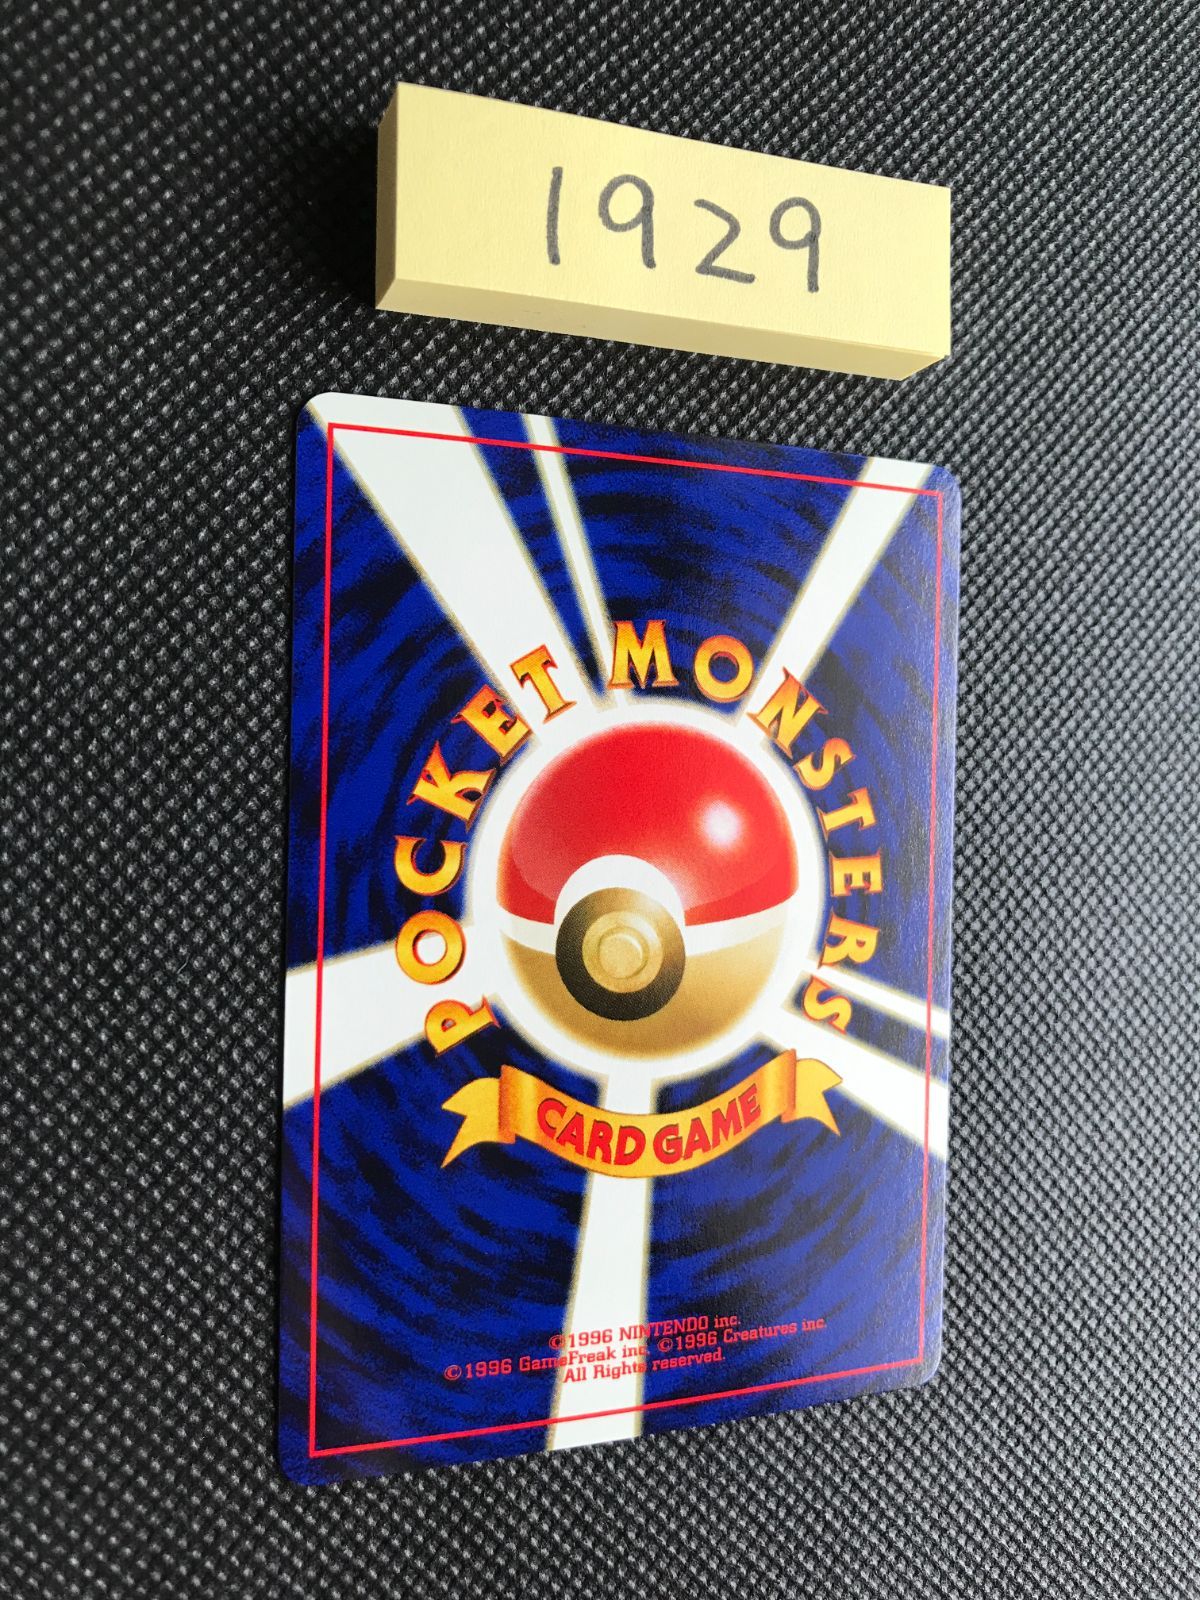 1929
POCKET MONSTERS
CARD GAME
©1996 NINTENDO inc.
©1996 GameFreak inc. ©1996 Creatures inc.
All Rights reserved.